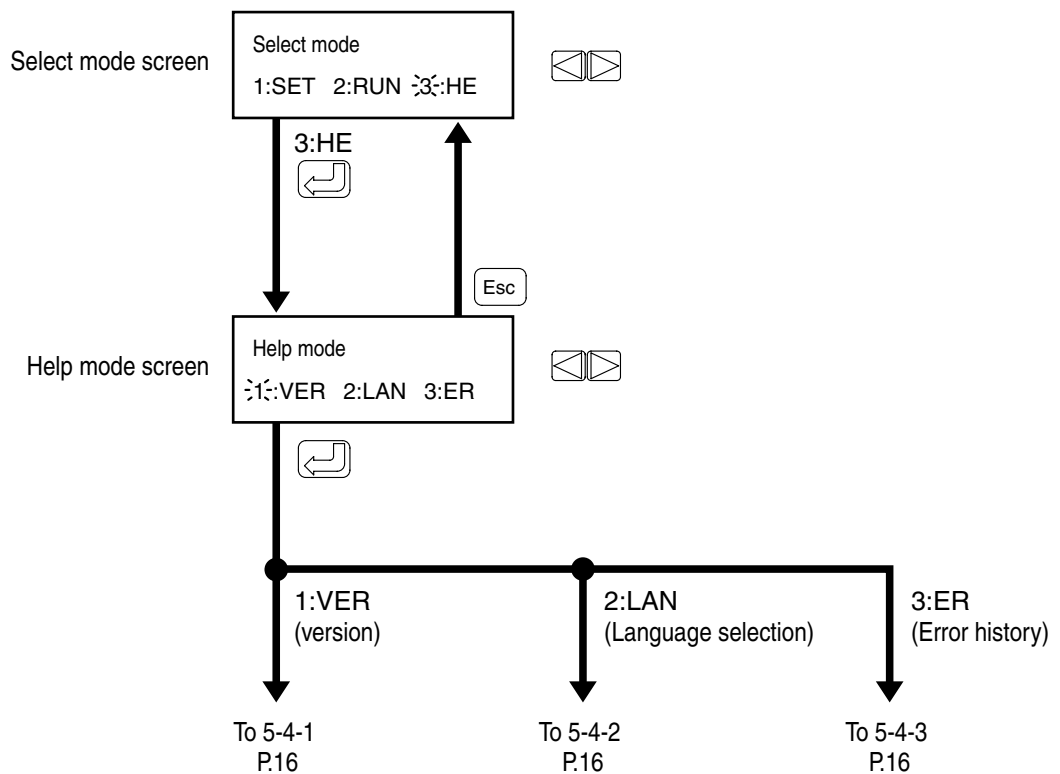 Select mode screen
Select mode
1:SET 2:RUN 3:HE
3:HE
Esc
Help mode screen
Help mode
1:VER 2:LAN 3:ER
1:VER
(version)
2:LAN
(Language selection)
3:ER
(Error history)
To 5-4-1
P.16
To 5-4-2
P.16
To 5-4-3
P.16